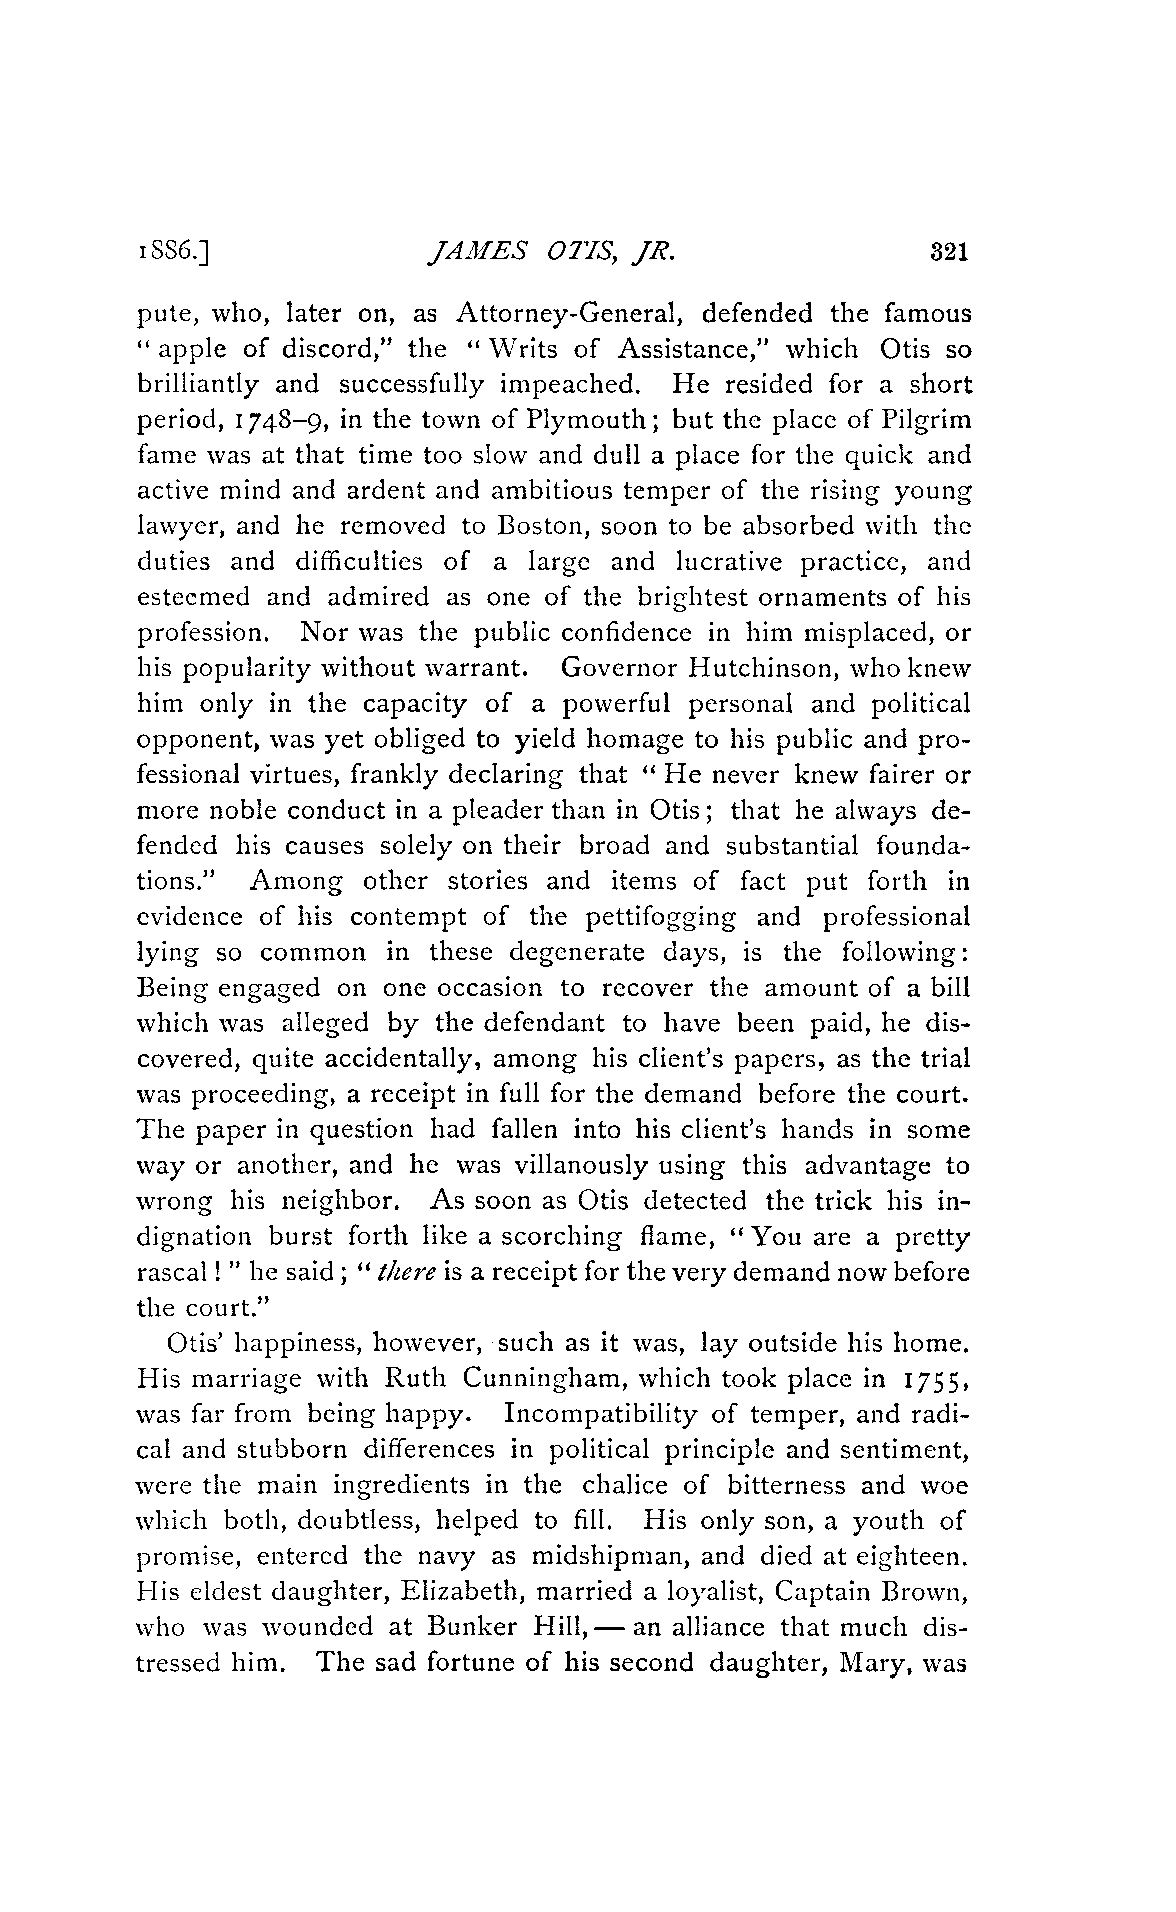 1886.] JAMES OTIS, JR. 321
pute, who, later on, as Attorney-General, defended the famous
" apple of discord," the " Writs of Assistance," which Otis so
brilliantly and successfully impeached. He resided for a short
period, 1748–9, in the town of Plymouth; but the place of Pilgrim
fame was at that time too slow and dull a place for the quick and
active mind and ardent and ambitious temper of the rising young
lawyer, and he removed to Boston, soon to be absorbed with the
duties and difficulties of a large and lucrative practice, and
esteemed and admired as one of the brightest ornaments of his
profession. Nor was the public confidence in him misplaced, or
his popularity without warrant. Governor Hutchinson, who knew
him only in the capacity of a powerful personal and political
opponent, was yet obliged to yield homage to his public and pro-
fessional virtues, frankly declaring that " He never knew fairer or
more noble conduct in a pleader than in Otis; that he always de-
fended his causes solely on their broad and substantial founda-
tions." Among other stories and items of fact put forth in
evidence of his contempt of the pettifogging and professional
lying so common in these degenerate days, is the following:
Being engaged on one occasion to recover the amount of a bill
which was alleged by the defendant to have been paid, he dis-
covered, quite accidentally, among his client's papers, as the trial
was proceeding, a receipt in full for the demand before the court.
The paper in question had fallen into his client's hands in some
way or another, and he was villanously using this advantage to
wrong his neighbor. As soon as Otis detected the trick his in-
dignation burst forth like a scorching flame, " You are a pretty
rascal ! " he said ; " there is a receipt for the very demand now before
the court."
Otis' happiness, however, such as it was, lay outside his home.
His marriage with Ruth Cunningham, which took place in 1755,
was far from being happy. Incompatibility of temper, and radi-
cal and stubborn differences in political principle and sentiment,
were the main ingredients in the chalice of bitterness and woe
which both, doubtless, helped to fill. His only son, a youth of
promise, entered the navy as midshipman, and died at eighteen.
His eldest daughter, Elizabeth, married a loyalist, Captain Brown,
who was wounded at Bunker Hill, — an alliance that much dis-
tressed him. The sad fortune of his second daughter, Mary, was